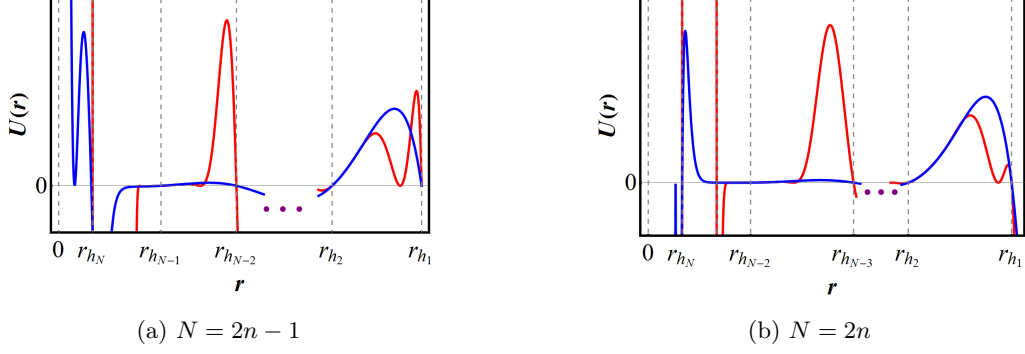 U(r)
0
0 r_{h_N} r_{h_{N-1}} r_{h_{N-2}} r_{h_2} r_{h_1}
r
(a) N = 2n − 1
U(r)
0
0 r_{h_N} r_{h_{N-2}} r_{h_{N-3}} r_{h_2} r_{h_1}
r
(b) N = 2n